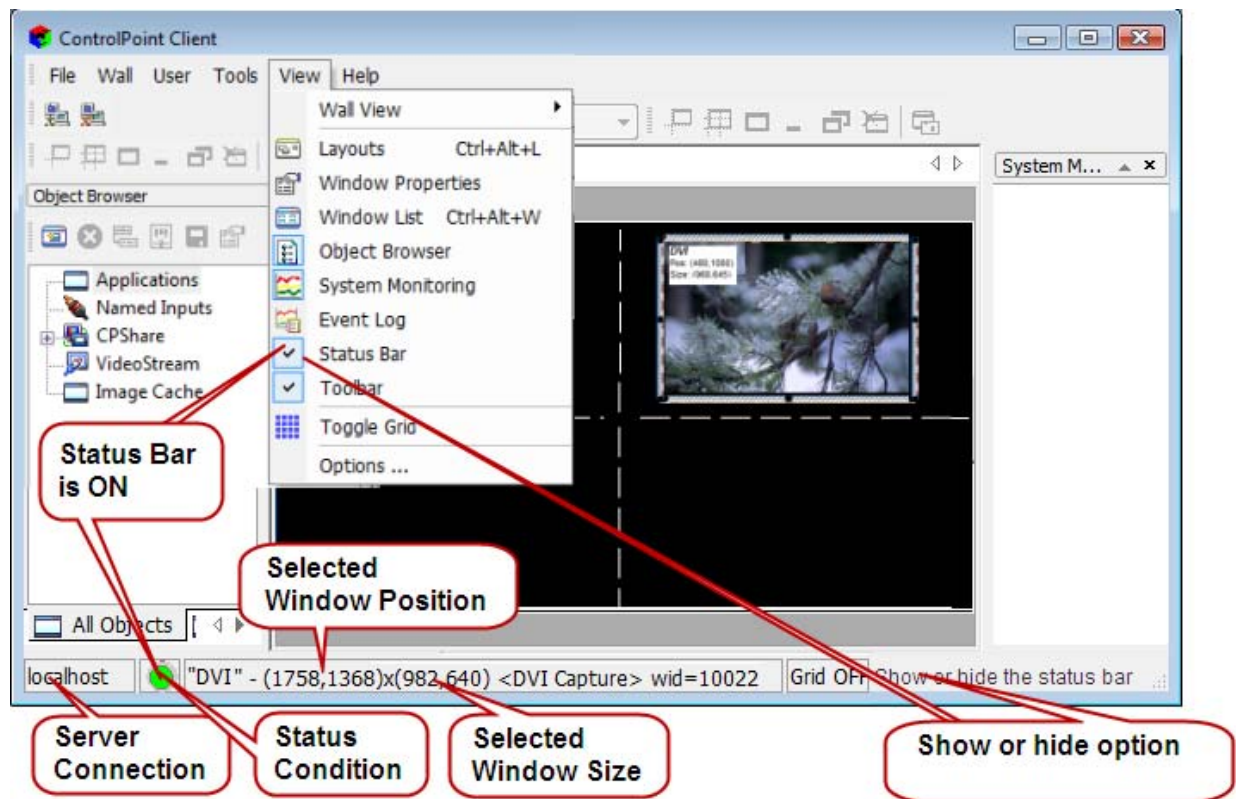 ControlPoint Client
File Wall User Tools View Help
Wall View
Layouts Ctrl+Alt+L
Window Properties
Window List Ctrl+Alt+W
Object Browser
System Monitoring
Event Log
Status Bar
Toolbar
Toggle Grid
Options ...
System M...
Object Browser
Applications
Named Inputs
CPShare
VideoStream
Image Cache
DVI
Size: (960,645)
Status Bar
is ON
Selected
Window Position
All Objects
localhost "DVI" - (1758,1368)x(982,640) <DVI Capture> wid=10022 Grid OFF Show or hide the status bar
Server
Connection
Status
Condition
Selected
Window Size
Show or hide option